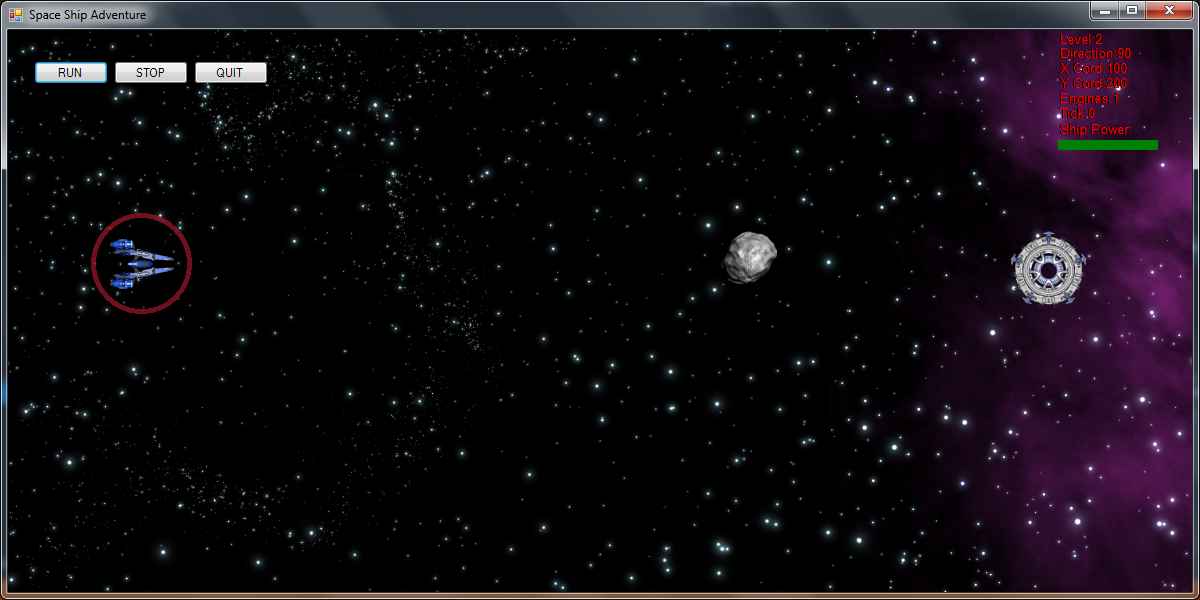 Space Ship Adventure
RUN STOP QUIT
Level:2
Direction:90
X Cord:100
Y Cord:200
Engines:1
Tick:0
Ship Power: